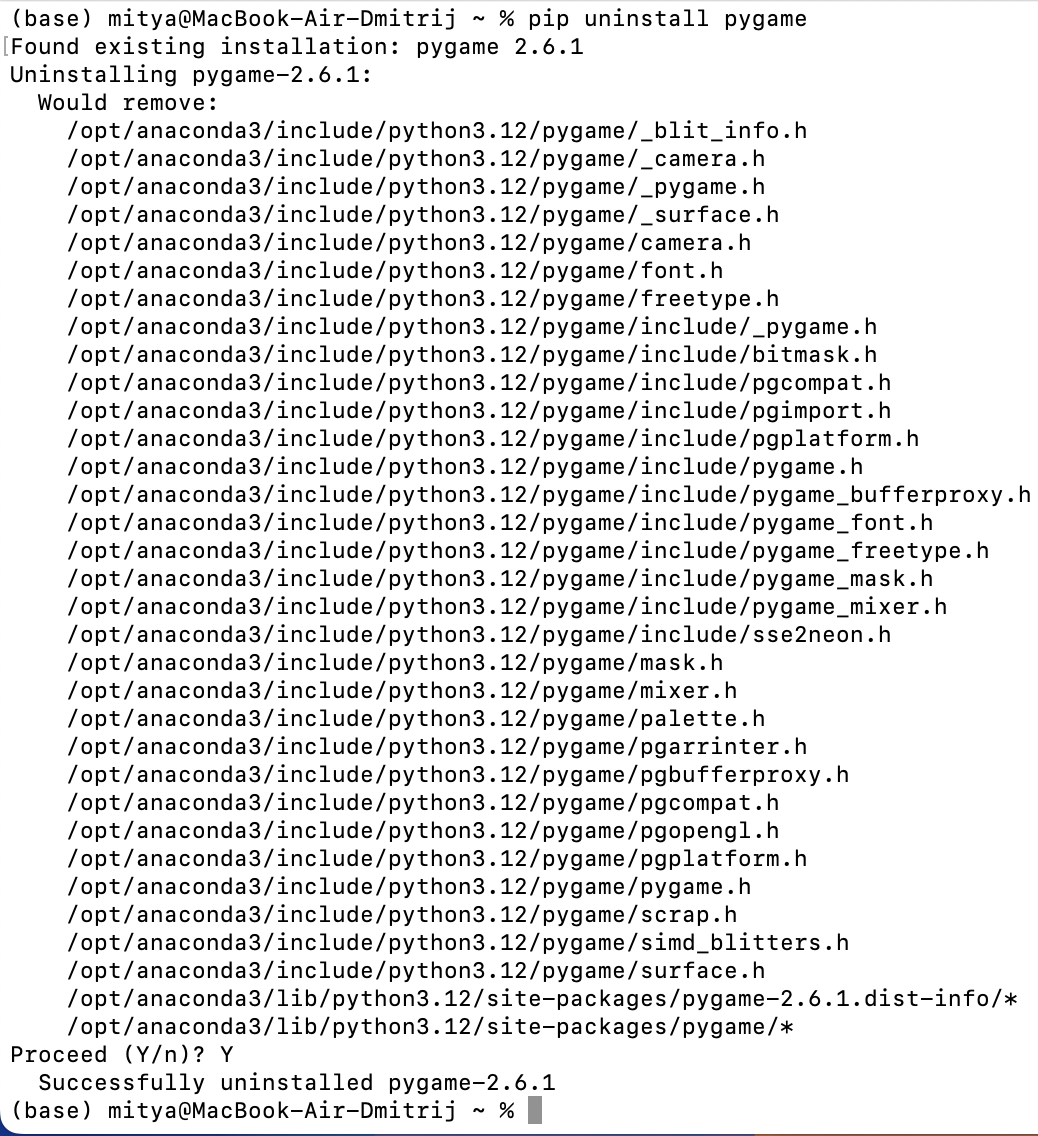 (base) mitya@MacBook-Air-Dmitrij ~ % pip uninstall pygame
[Found existing installation: pygame 2.6.1
Uninstalling pygame-2.6.1:
  Would remove:
    /opt/anaconda3/include/python3.12/pygame/_blit_info.h
    /opt/anaconda3/include/python3.12/pygame/_camera.h
    /opt/anaconda3/include/python3.12/pygame/_pygame.h
    /opt/anaconda3/include/python3.12/pygame/_surface.h
    /opt/anaconda3/include/python3.12/pygame/camera.h
    /opt/anaconda3/include/python3.12/pygame/font.h
    /opt/anaconda3/include/python3.12/pygame/freetype.h
    /opt/anaconda3/include/python3.12/pygame/include/_pygame.h
    /opt/anaconda3/include/python3.12/pygame/include/bitmask.h
    /opt/anaconda3/include/python3.12/pygame/include/pgcompat.h
    /opt/anaconda3/include/python3.12/pygame/include/pgimport.h
    /opt/anaconda3/include/python3.12/pygame/include/pgplatform.h
    /opt/anaconda3/include/python3.12/pygame/include/pygame.h
    /opt/anaconda3/include/python3.12/pygame/include/pygame_bufferproxy.h
    /opt/anaconda3/include/python3.12/pygame/include/pygame_font.h
    /opt/anaconda3/include/python3.12/pygame/include/pygame_freetype.h
    /opt/anaconda3/include/python3.12/pygame/include/pygame_mask.h
    /opt/anaconda3/include/python3.12/pygame/include/pygame_mixer.h
    /opt/anaconda3/include/python3.12/pygame/include/sse2neon.h
    /opt/anaconda3/include/python3.12/pygame/mask.h
    /opt/anaconda3/include/python3.12/pygame/mixer.h
    /opt/anaconda3/include/python3.12/pygame/palette.h
    /opt/anaconda3/include/python3.12/pygame/pgarrinter.h
    /opt/anaconda3/include/python3.12/pygame/pgbufferproxy.h
    /opt/anaconda3/include/python3.12/pygame/pgcompat.h
    /opt/anaconda3/include/python3.12/pygame/pgopengl.h
    /opt/anaconda3/include/python3.12/pygame/pgplatform.h
    /opt/anaconda3/include/python3.12/pygame/pygame.h
    /opt/anaconda3/include/python3.12/pygame/scrap.h
    /opt/anaconda3/include/python3.12/pygame/simd_blitters.h
    /opt/anaconda3/include/python3.12/pygame/surface.h
    /opt/anaconda3/lib/python3.12/site-packages/pygame-2.6.1.dist-info/*
    /opt/anaconda3/lib/python3.12/site-packages/pygame/*
Proceed (Y/n)? Y
  Successfully uninstalled pygame-2.6.1
(base) mitya@MacBook-Air-Dmitrij ~ %